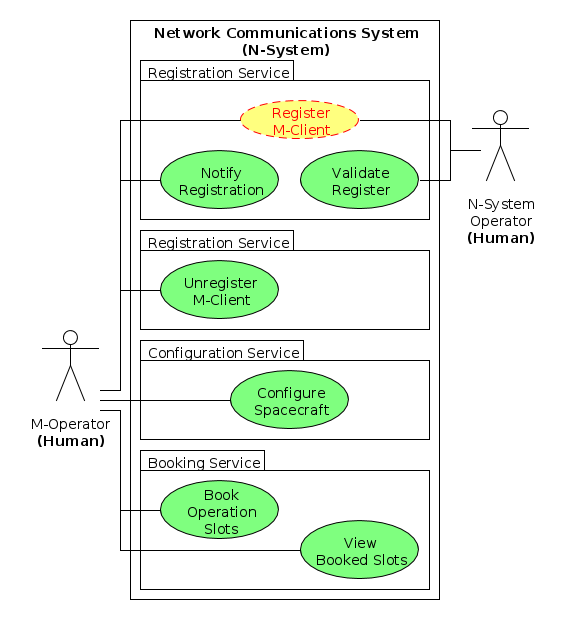 Network Communications System
(N-System)
Registration Service
Register
M-Client
Notify
Registration
Validate
Register
N-System
Operator
(Human)
Registration Service
Unregister
M-Client
M-Operator
(Human)
Configuration Service
Configure
Spacecraft
Booking Service
Book
Operation
Slots
View
Booked Slots